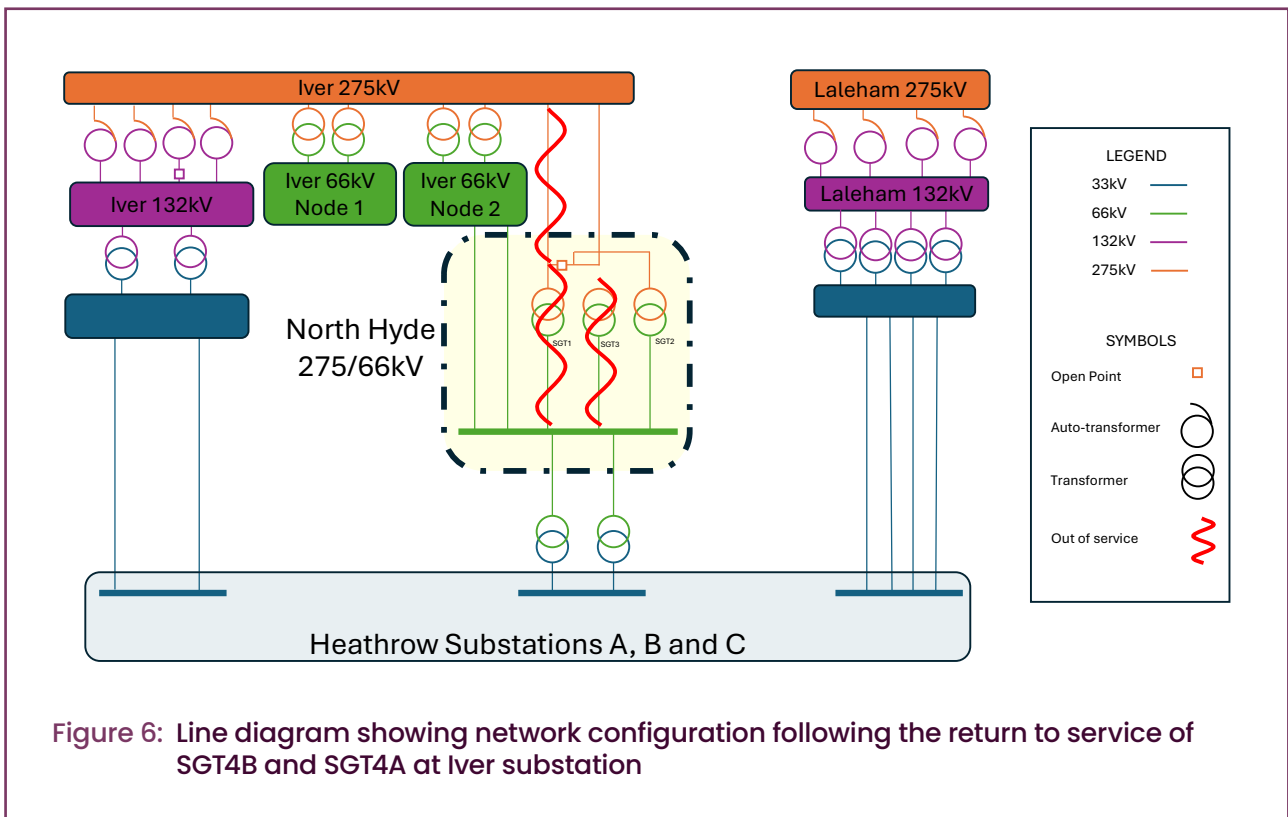 Iver 275kV
Laleham 275kV
Iver 132kV
Iver 66kV
Node 1
Iver 66kV
Node 2
Laleham 132kV
North Hyde
275/66kV
SGT1
SGT3
SGT2
Heathrow Substations A, B and C
LEGEND
33kV
66kV
132kV
275kV
SYMBOLS
Open Point
Auto-transformer
Transformer
Out of service
Figure 6: Line diagram showing network configuration following the return to service of
SGT4B and SGT4A at Iver substation